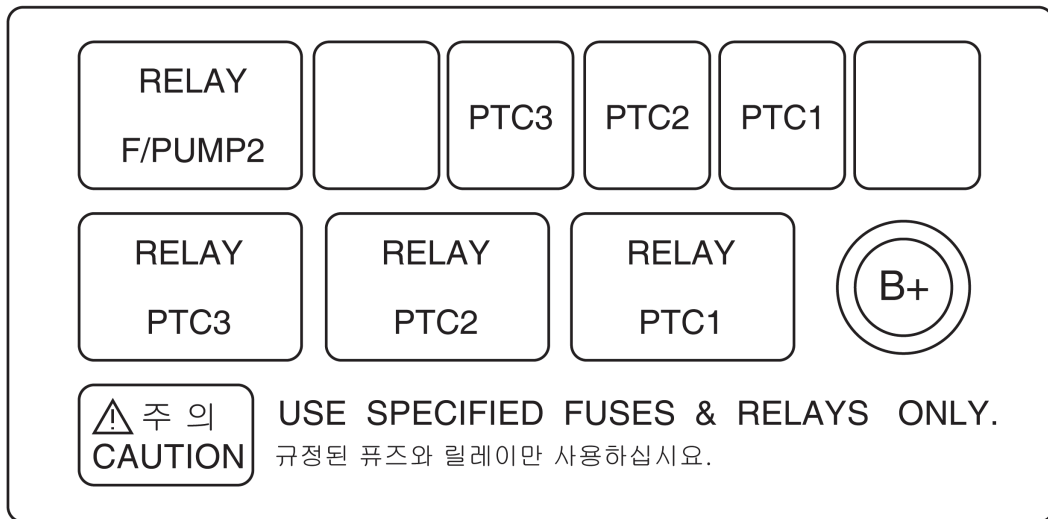 RELAY
F/PUMP2
PTC3
PTC2
PTC1
RELAY
PTC3
RELAY
PTC2
RELAY
PTC1
B+
주 의
CAUTION
USE SPECIFIED FUSES & RELAYS ONLY.
규정된 퓨즈와 릴레이만 사용하십시요.